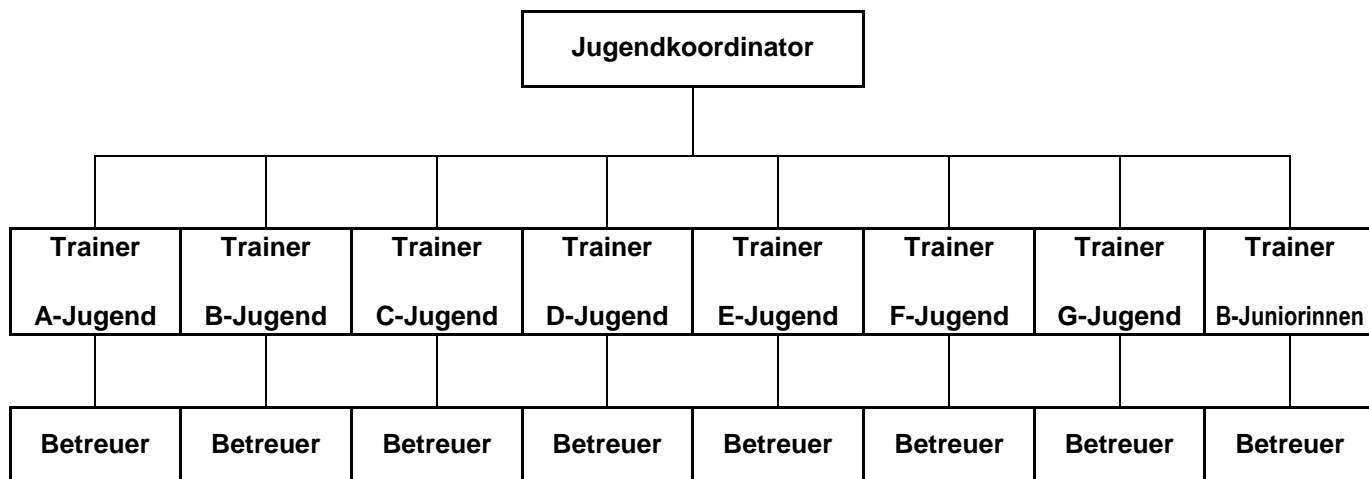 Jugendkoordinator
Trainer Trainer Trainer Trainer Trainer Trainer Trainer Trainer
A-Jugend B-Jugend C-Jugend D-Jugend E-Jugend F-Jugend G-Jugend B-Juniorinnen
Betreuer Betreuer Betreuer Betreuer Betreuer Betreuer Betreuer Betreuer